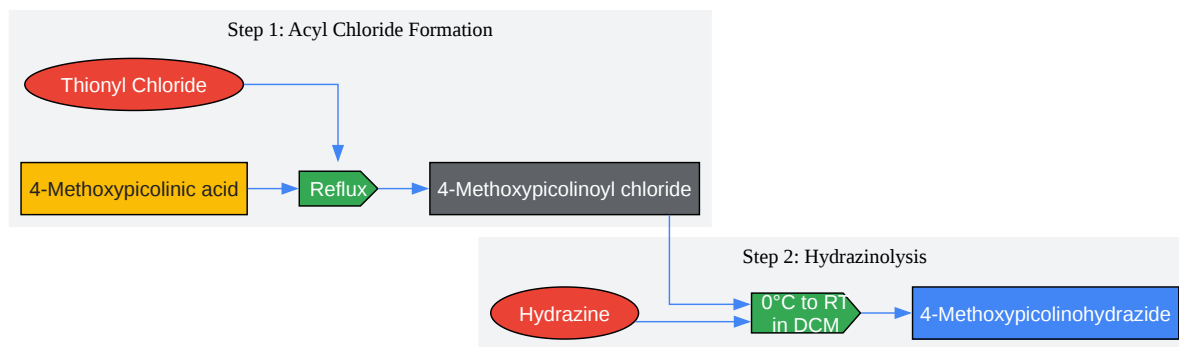 Step 1: Acyl Chloride Formation
Thionyl Chloride
4-Methoxypicolinic acid
Reflux
4-Methoxypicolinoyl chloride
Step 2: Hydrazinolysis
Hydrazine
0°C to RT
in DCM
4-Methoxypicolinohydrazide